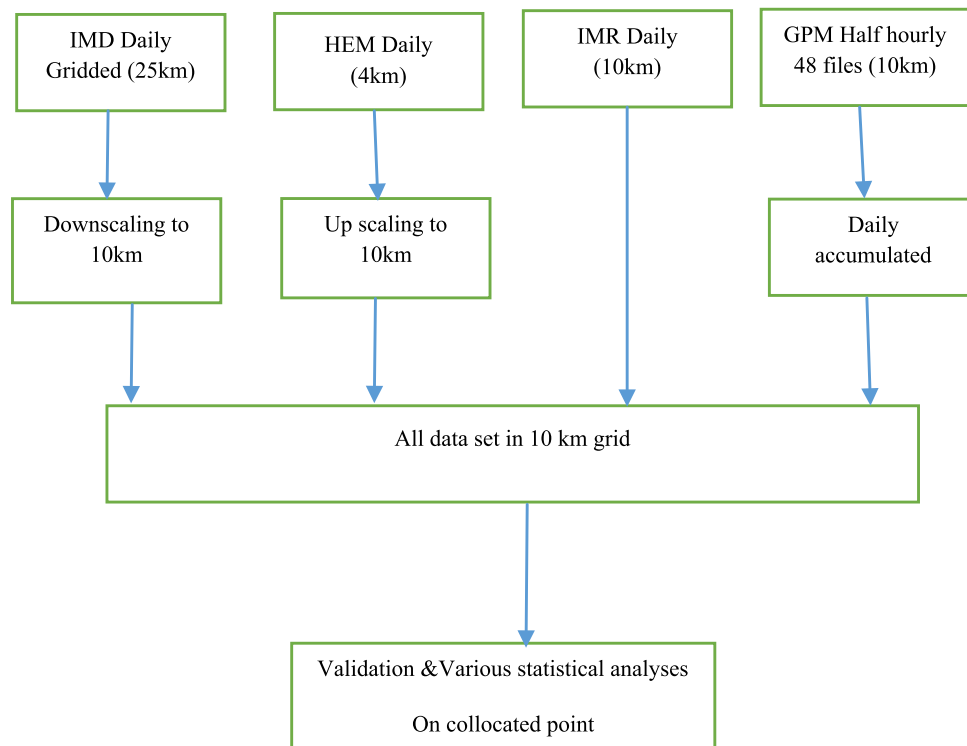 IMD Daily
Gridded (25km)
HEM Daily
(4km)
IMR Daily
(10km)
GPM Half hourly
48 files (10km)
Downscaling to
10km
Up scaling to
10km
Daily
accumulated
All data set in 10 km grid
Validation &Various statistical analyses
On collocated point